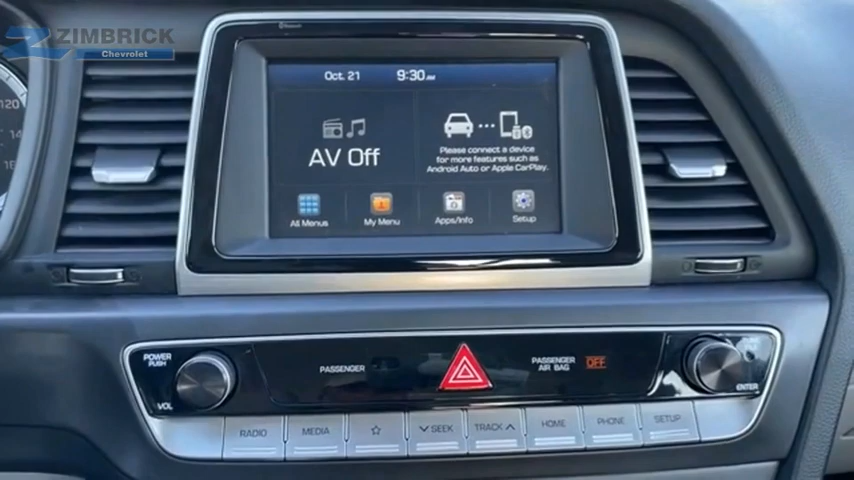 ZIMBRICK
Chevrolet
Bluetooth
Oct. 21 9:30 AM
AV Off
Please connect a device
for more features such as
Android Auto or Apple CarPlay.
All Menus My Menu Apps/Info Setup
120
POWER
PUSH
VOL
PASSENGER
PASSENGER
AIR BAG OFF
ENTER
RADIO MEDIA SEEK TRACK HOME PHONE SETUP